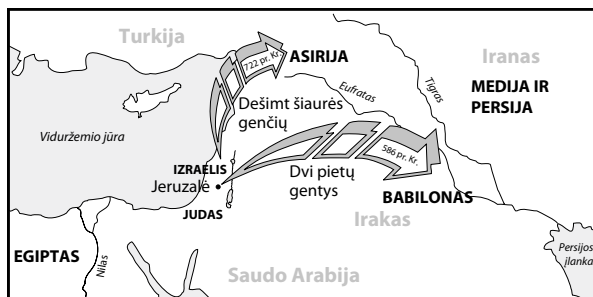 Turkija
722 pr. Kr.
ASIRIJA
Iranas
Eufratas
Tigras
MEDIJA IR
PERSIJA
Dešimt šiaurės
genčių
Viduržemio jūra
586 pr. Kr.
IZRAELIS
Jeruzalė
Dvi pietų
gentys
BABILONAS
JUDAS
Irakas
EGIPTAS
Nilas
Saudo Arabija
Persijos
įlanka